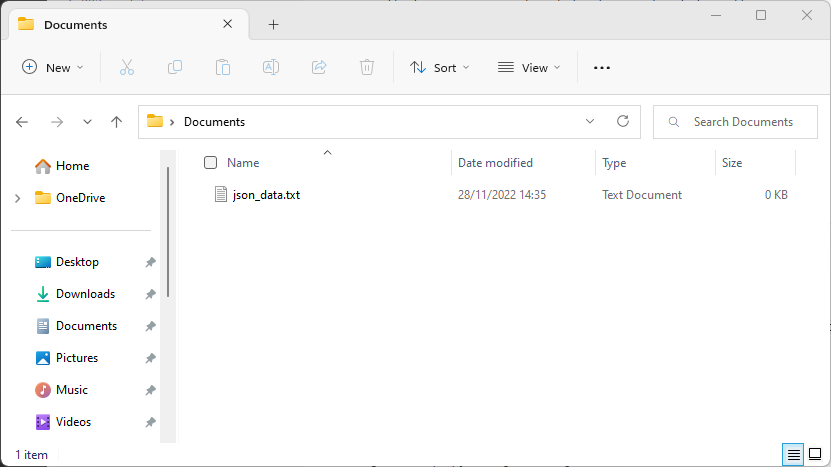 Documents
New
Sort
View
Documents
Search Documents
Home
OneDrive
Desktop
Downloads
Documents
Pictures
Music
Videos
Name Date modified Type Size
json_data.txt 28/11/2022 14:35 Text Document 0 KB
1 item